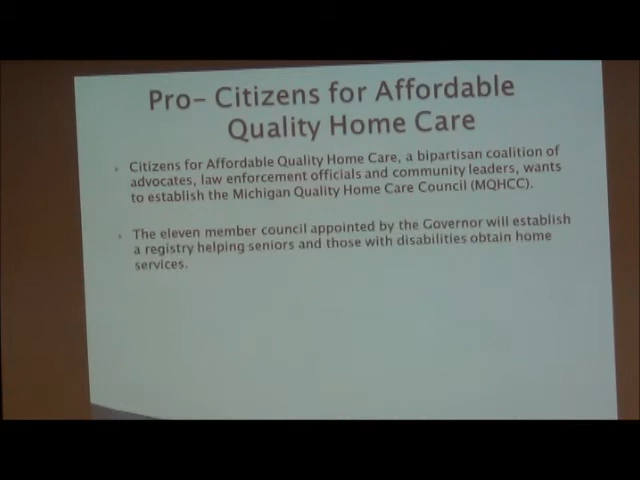 Pro- Citizens for Affordable
Quality Home Care
Citizens for Affordable Quality Home Care, a bipartisan coalition of
advocates, law enforcement officials and community leaders, wants
to establish the Michigan Quality Home Care Council (MQHCC).
The eleven member council appointed by the Governor will establish
a registry helping seniors and those with disabilities obtain home
services.